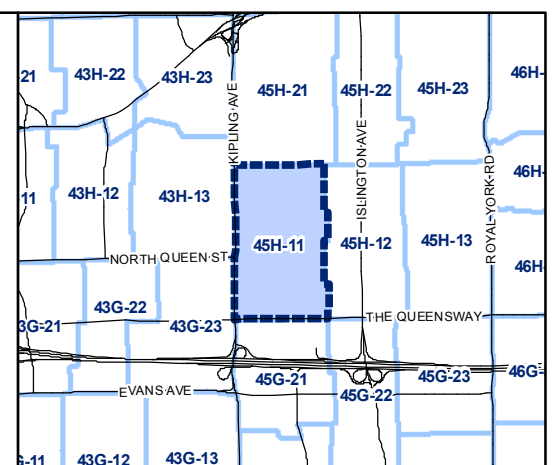 21
43H-22
43H-23
45H-21
45H-22
45H-23
46H-
KIPLING AVE
ISLINGTON AVE
ROYAL YORK RD
11
43H-12
43H-13
46H-
45H-11
45H-12
45H-13
NORTH QUEEN ST
46H-
43G-22
3G-21
43G-23
THE QUEENSWAY
45G-21
45G-22
45G-23
46G-
EVANS AVE
G-11
43G-12
43G-13